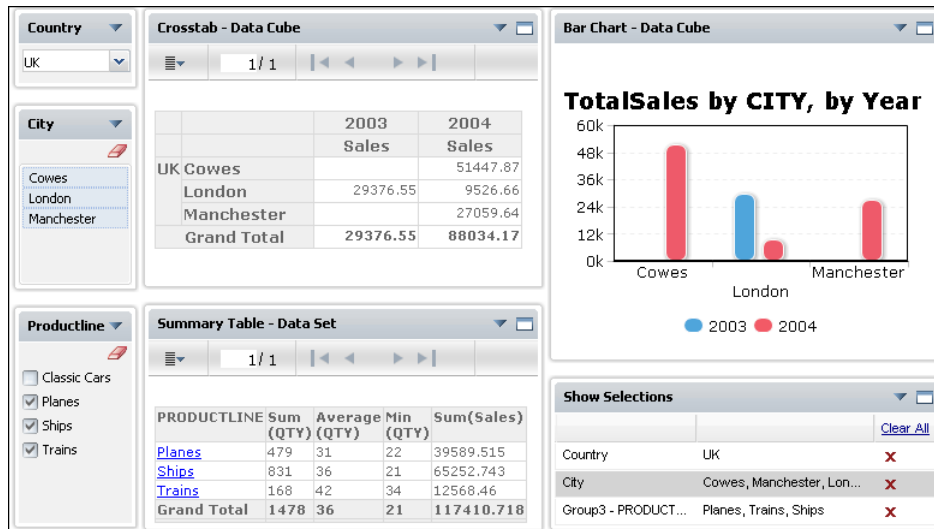 Country
UK
City
Cowes
London
Manchester
Productline
Classic Cars
Planes
Ships
Trains
Crosstab - Data Cube
1/ 1
2003 2004
Sales Sales
UK Cowes 51447.87
London 29376.55 9526.66
Manchester 27059.64
Grand Total 29376.55 88034.17
Summary Table - Data Set
1/ 1
PRODUCTLINE Sum (QTY) Average (QTY) Min (QTY) Sum(Sales)
Planes 479 31 22 39589.515
Ships 831 36 21 65252.743
Trains 168 42 34 12568.46
Grand Total 1478 36 21 117410.718
Bar Chart - Data Cube
TotalSales by CITY, by Year
60k
48k
36k
24k
12k
0k
Cowes Manchester
London
2003 2004
Show Selections
Clear All
Country UK X
City Cowes, Manchester, Lon... X
Group3 - PRODUCT... Planes, Trains, Ships X